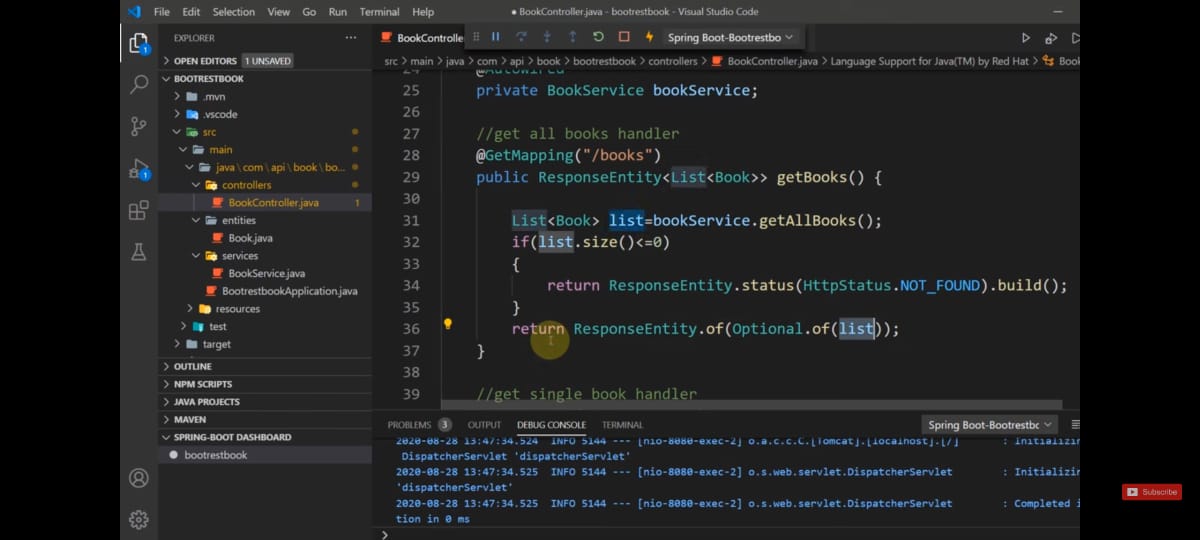 File Edit Selection View Go Run Terminal Help
● BookController.java - bootrestbook - Visual Studio Code
EXPLORER
OPEN EDITORS 1 UNSAVED
BOOTRESTBOOK
.mvn
.vscode
src
main
java\com\api\book\bo...
controllers
BookController.java 1
entities
Book.java
services
BookService.java
BootrestbookApplication.java
resources
test
target
OUTLINE
NPM SCRIPTS
JAVA PROJECTS
MAVEN
SPRING-BOOT DASHBOARD
bootrestbook
1
1
BookControlle
Spring Boot-Bootrestbo
src > main > java > com > api > book > bootrestbook > controllers > BookController.java > Language Support for Java(TM) by Red Hat > Book
24 @Autowired
25 private BookService bookService;
26
27 //get all books handler
28 @GetMapping("/books")
29 public ResponseEntity<List<Book>> getBooks() {
30
31 List<Book> list=bookService.getAllBooks();
32 if(list.size()<=0)
33 {
34 return ResponseEntity.status(HttpStatus.NOT_FOUND).build();
35 }
36 return ResponseEntity.of(Optional.of(list));
37 }
38
39 //get single book handler
PROBLEMS 3 OUTPUT DEBUG CONSOLE TERMINAL
Spring Boot-Bootrestbc
2020-08-28 13:47:34.524 INFO 5144 --- [nio-8080-exec-2] o.a.c.c.C.[Tomcat].[localhost].[/] : Initializin
DispatcherServlet 'dispatcherServlet'
2020-08-28 13:47:34.525 INFO 5144 --- [nio-8080-exec-2] o.s.web.servlet.DispatcherServlet : Initializin
'dispatcherServlet'
2020-08-28 13:47:34.525 INFO 5144 --- [nio-8080-exec-2] o.s.web.servlet.DispatcherServlet : Completed i
tion in 0 ms
Subscribe